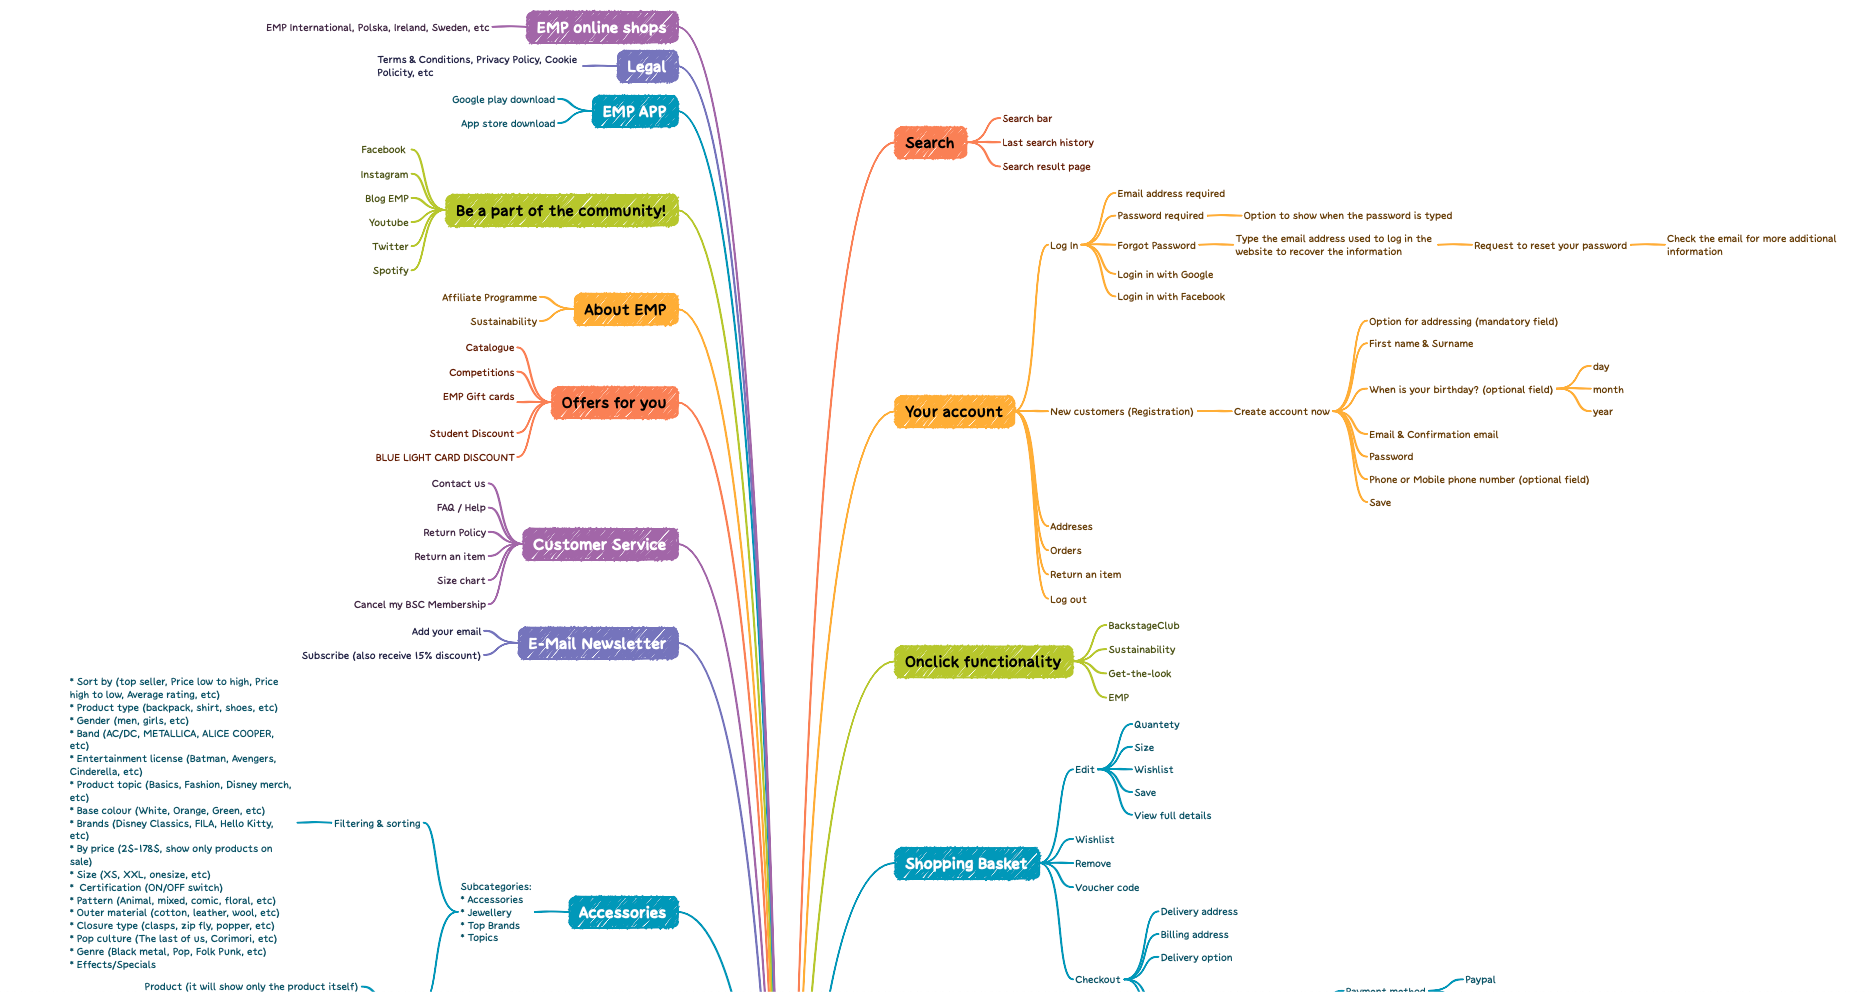 EMP online shops
EMP International, Polska, Ireland, Sweden, etc
Legal
Terms & Conditions, Privacy Policy, Cookie
Policity, etc
EMP APP
Google play download
App store download
Be a part of the community!
Facebook
Instagram
Blog EMP
Youtube
Twitter
Spotify
About EMP
Affiliate Programme
Sustainability
Offers for you
Catalogue
Competitions
EMP Gift cards
Student Discount
BLUE LIGHT CARD DISCOUNT
Customer Service
Contact us
FAQ / Help
Return Policy
Return an item
Size chart
Cancel my BSC Membership
E-Mail Newsletter
Add your email
Subscribe (also receive 15% discount)
Accessories
Subcategories:
* Accessories
* Jewellery
* Top Brands
* Topics
Filtering & sorting
* Sort by (top seller, Price low to high, Price
high to low, Average rating, etc)
* Product type (backpack, shirt, shoes, etc)
* Gender (men, girls, etc)
* Band (AC/DC, METALLICA, ALICE COOPER,
etc)
* Entertainment license (Batman, Avengers,
Cinderella, etc)
* Product topic (Basics, Fashion, Disney merch,
etc)
* Base colour (White, Orange, Green, etc)
* Brands (Disney Classics, FILA, Hello Kitty,
etc)
* By price (2$-178$, show only products on
sale)
* Size (XS, XXL, onesize, etc)
* Certification (ON/OFF switch)
* Pattern (Animal, mixed, comic, floral, etc)
* Outer material (cotton, leather, wool, etc)
* Closure type (clasps, zip fly, popper, etc)
* Pop culture (The last of us, Corimori, etc)
* Genre (Black metal, Pop, Folk Punk, etc)
* Effects/Specials
Product (it will show only the product itself)
Search
Search bar
Last search history
Search result page
Your account
Log In
Email address required
Password required
Option to show when the password is typed
Forgot Password
Type the email address used to log in the
website to recover the information
Request to reset your password
Check the email for more additional
information
Login in with Google
Login in with Facebook
New customers (Registration)
Create account now
Option for addressing (mandatory field)
First name & Surname
When is your birthday? (optional field)
day
month
year
Email & Confirmation email
Password
Phone or Mobile phone number (optional field)
Save
Addreses
Orders
Return an item
Log out
Onclick functionality
BackstageClub
Sustainability
Get-the-look
EMP
Shopping Basket
Edit
Quantety
Size
Wishlist
Save
View full details
Wishlist
Remove
Voucher code
Checkout
Delivery address
Billing address
Delivery option
Payment method
Paypal